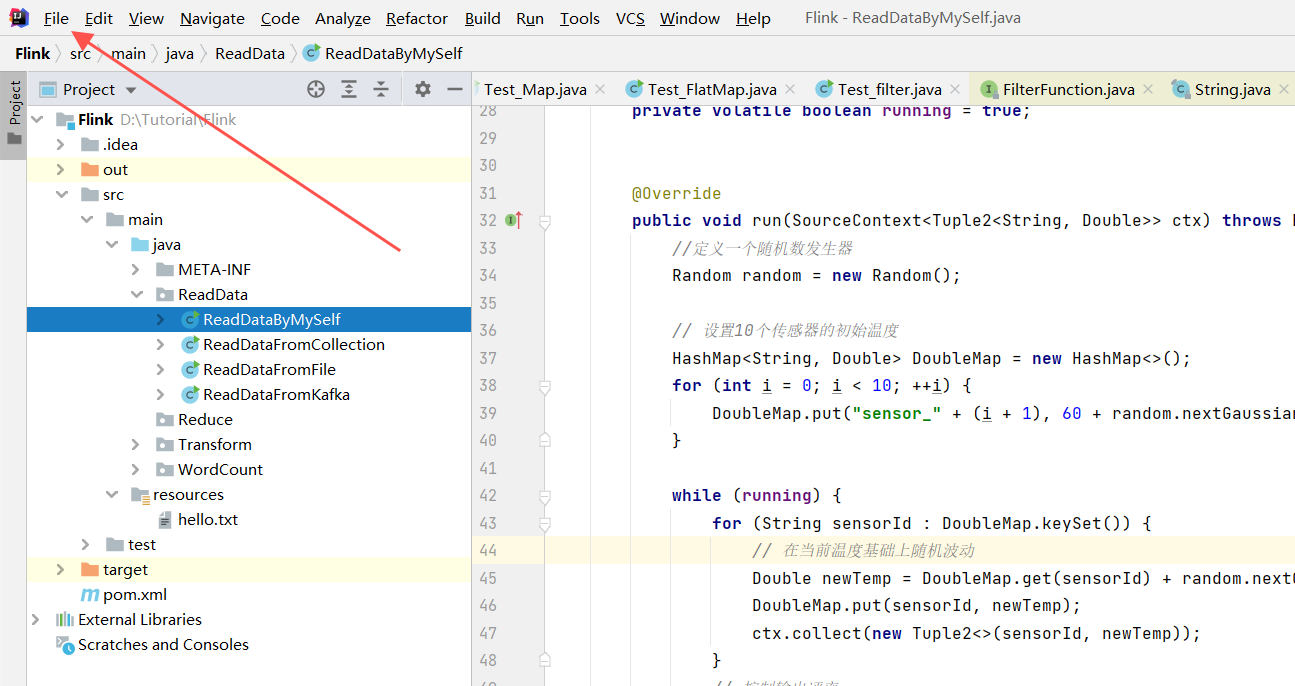 File Edit View Navigate Code Analyze Refactor Build Run Tools VCS Window Help Flink - ReadDataByMySelf.java
Flink src main java ReadData ReadDataByMySelf
Project
Project
Test_Map.java Test_FlatMap.java Test_filter.java FilterFunction.java String.java
Flink D:\Tutorial\Flink
.idea
out
src
main
java
META-INF
ReadData
ReadDataByMySelf
ReadDataFromCollection
ReadDataFromFile
ReadDataFromKafka
Reduce
Transform
WordCount
resources
hello.txt
test
target
pom.xml
External Libraries
Scratches and Consoles
28 private volatile boolean running = true;
29
30
31 @Override
32 public void run(SourceContext<Tuple2<String, Double>> ctx) throws
33 //定义一个随机数发生器
34 Random random = new Random();
35
36 // 设置10个传感器的初始温度
37 HashMap<String, Double> DoubleMap = new HashMap<>();
38 for (int i = 0; i < 10; ++i) {
39 DoubleMap.put("sensor_" + (i + 1), 60 + random.nextGaussian
40 }
41
42 while (running) {
43 for (String sensorId : DoubleMap.keySet()) {
44 // 在当前温度基础上随机波动
45 Double newTemp = DoubleMap.get(sensorId) + random.nextG
46 DoubleMap.put(sensorId, newTemp);
47 ctx.collect(new Tuple2<>(sensorId, newTemp));
48 }